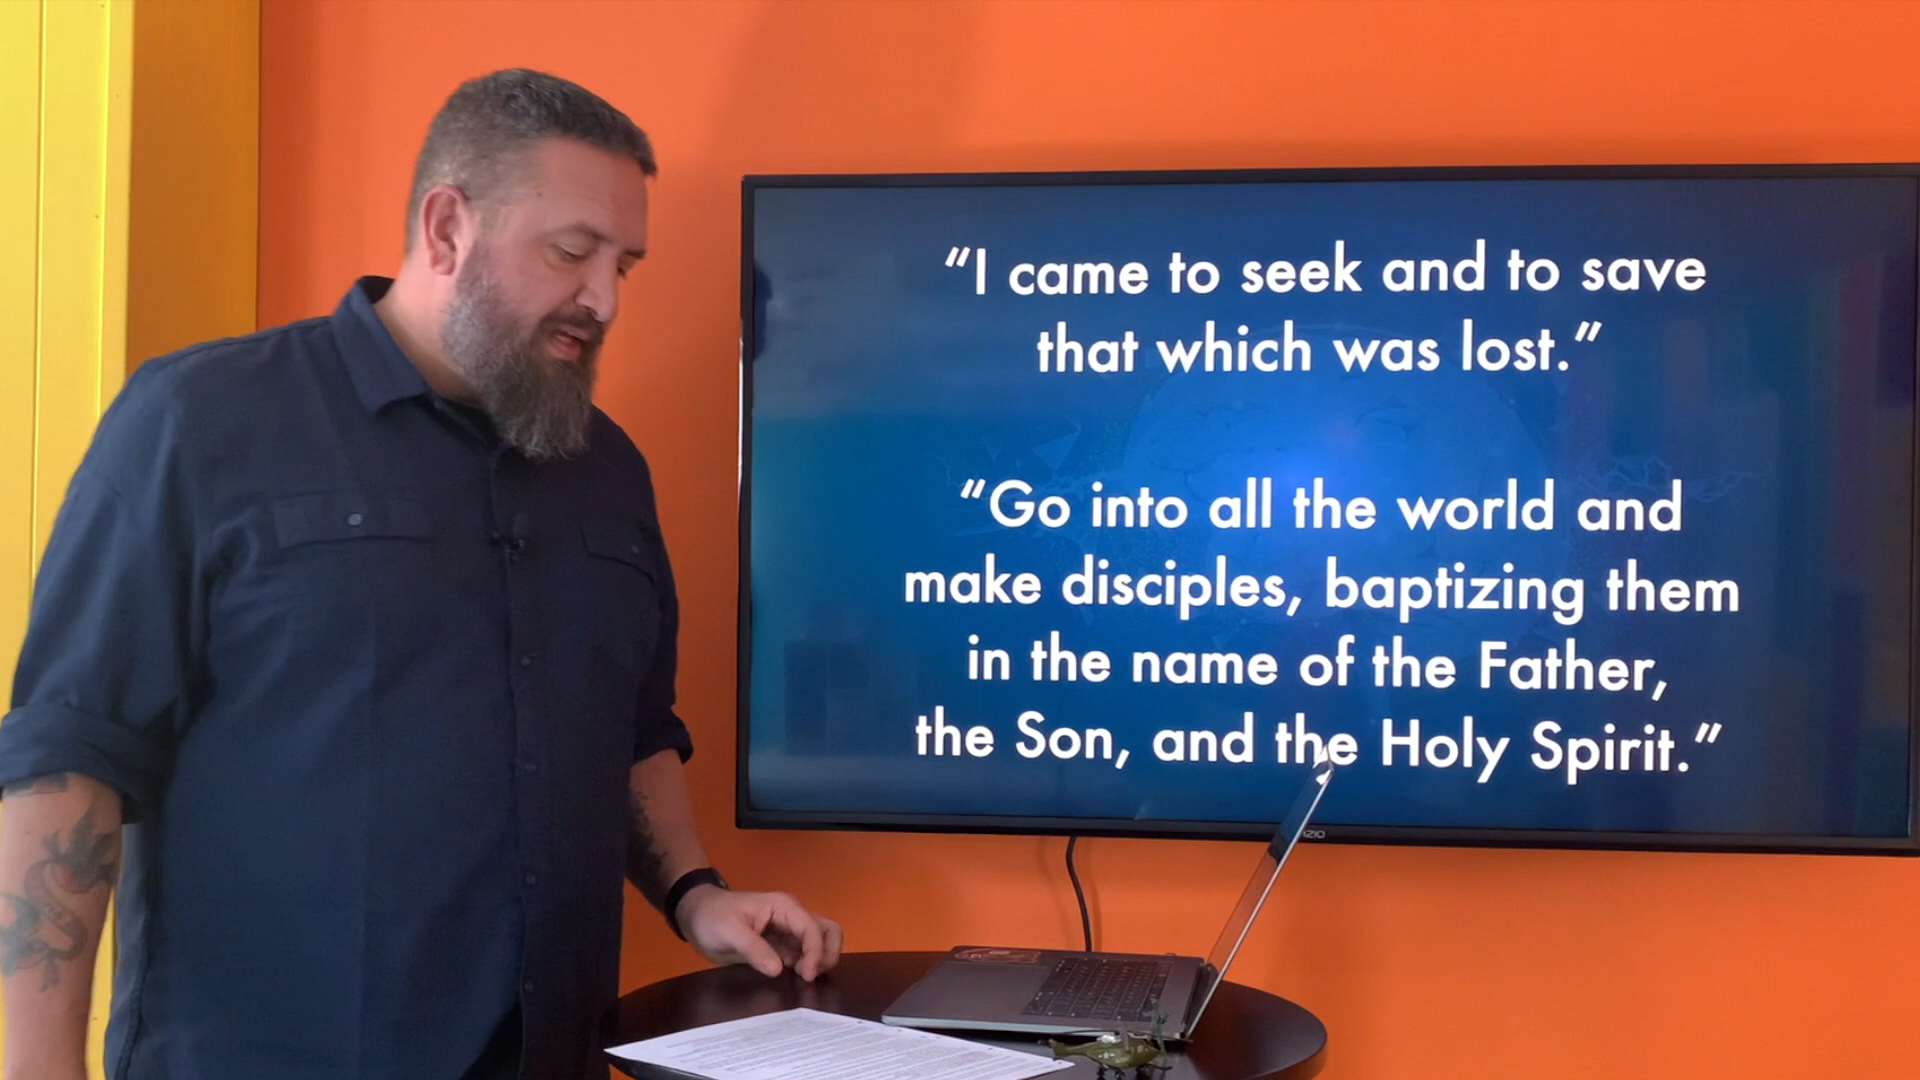 “I came to seek and to save
that which was lost.”
“Go into all the world and
make disciples, baptizing them
in the name of the Father,
the Son, and the Holy Spirit.”